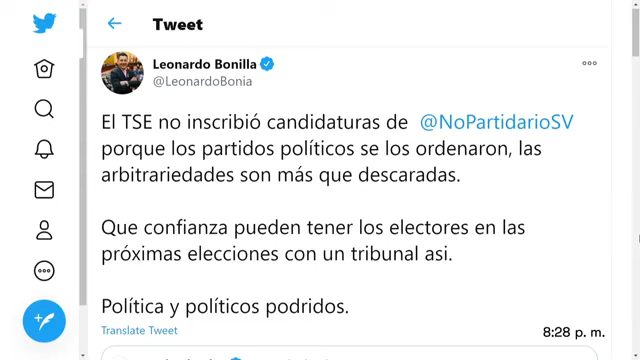 Tweet
Leonardo Bonilla
@LeonardoBonia
El TSE no inscribió candidaturas de @NoPartidarioSV
porque los partidos políticos se los ordenaron, las
arbitrariedades son más que descaradas.
Que confianza pueden tener los electores en las
próximas elecciones con un tribunal asi.
Política y políticos podridos.
Translate Tweet
8:28 p. m.